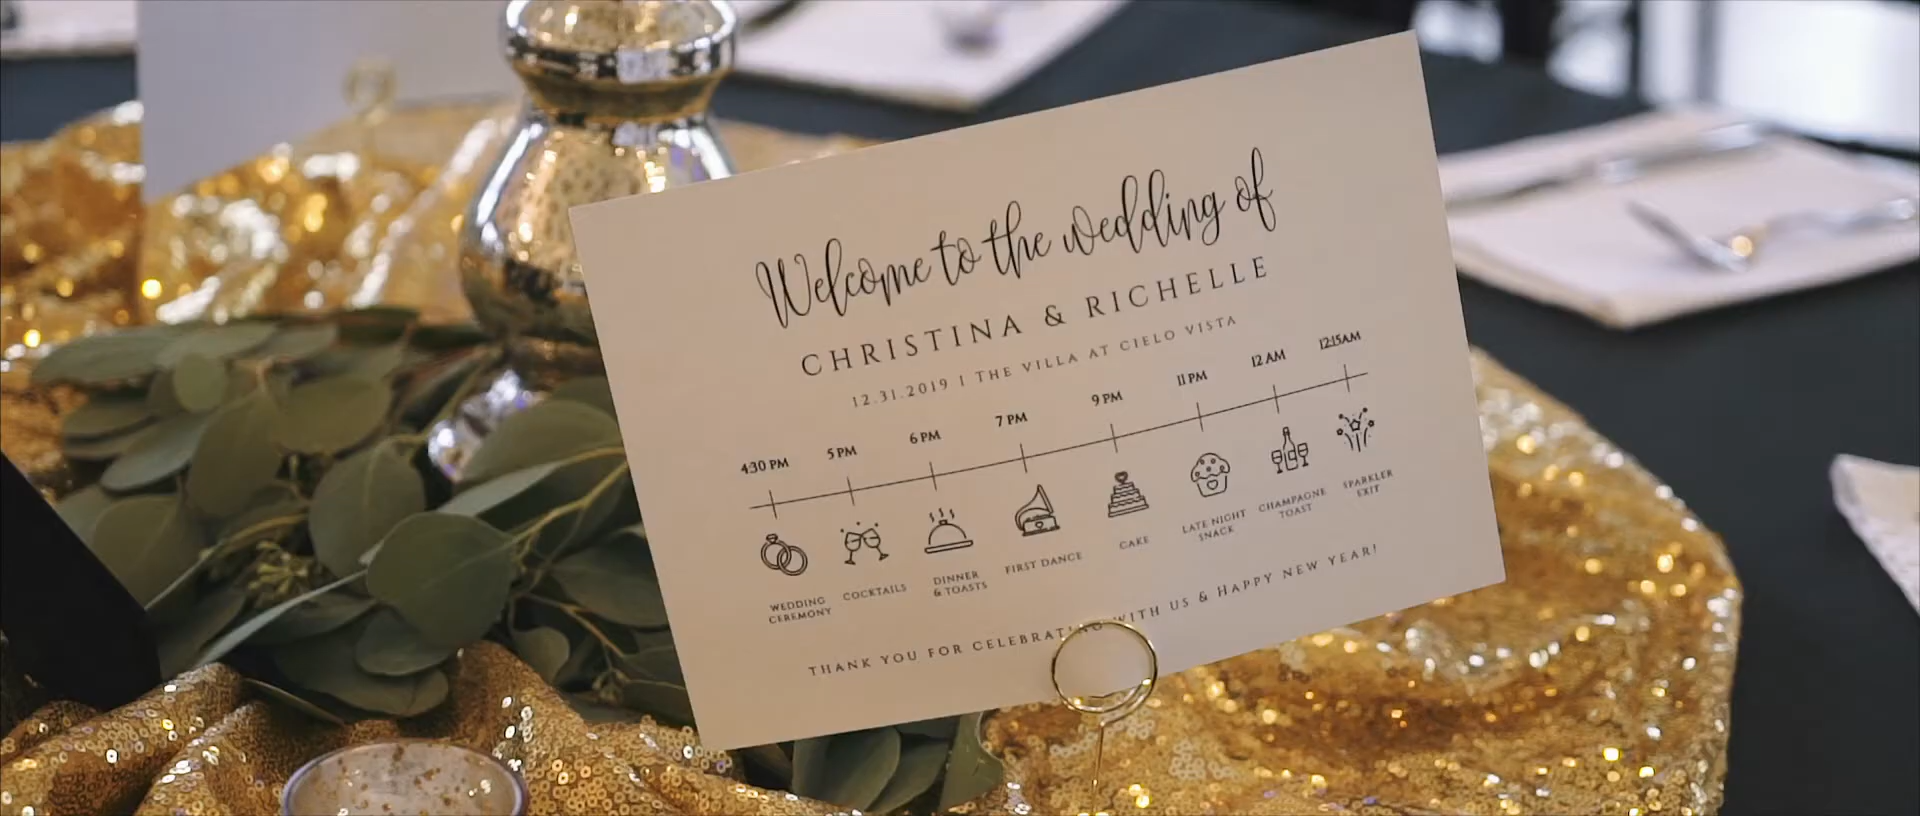 Welcome to the wedding of
CHRISTINA & RICHELLE
12.31.2019 | THE VILLA AT CIELO VISTA
4:30 PM 5 PM 6 PM 7 PM 9 PM 11 PM 12 AM 12:15AM
WEDDING CEREMONY
COCKTAILS
DINNER & TOASTS
FIRST DANCE
CAKE
LATE NIGHT SNACK
CHAMPAGNE TOAST
SPARKLER EXIT
THANK YOU FOR CELEBRATING WITH US & HAPPY NEW YEAR!